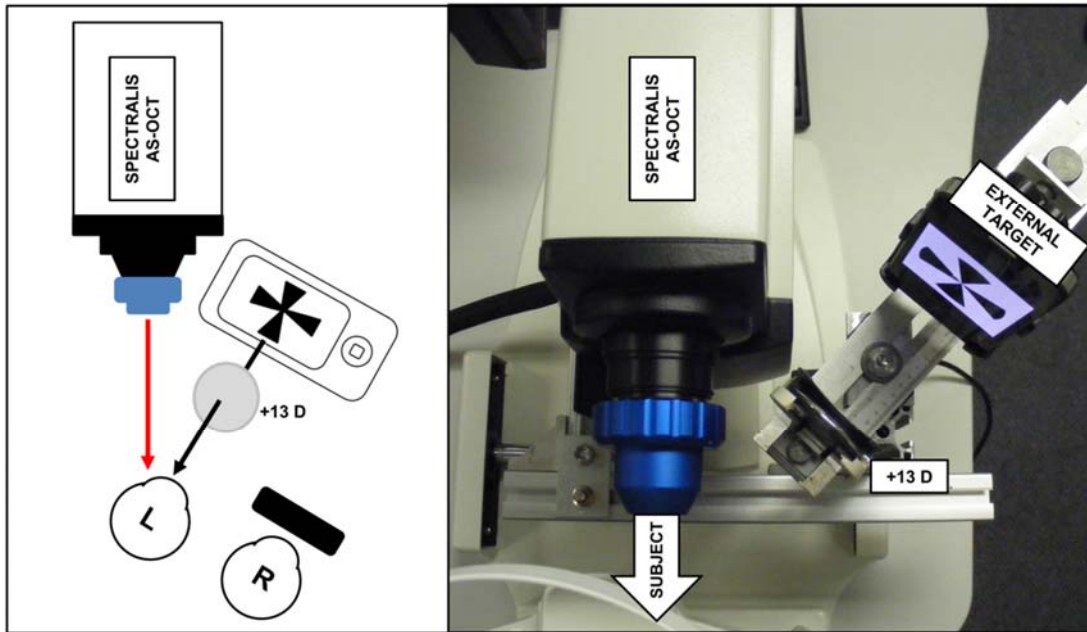 SPECTRALIS
AS-OCT
+13 D
L
R
SPECTRALIS
AS-OCT
EXTERNAL
TARGET
+13 D
SUBJECT